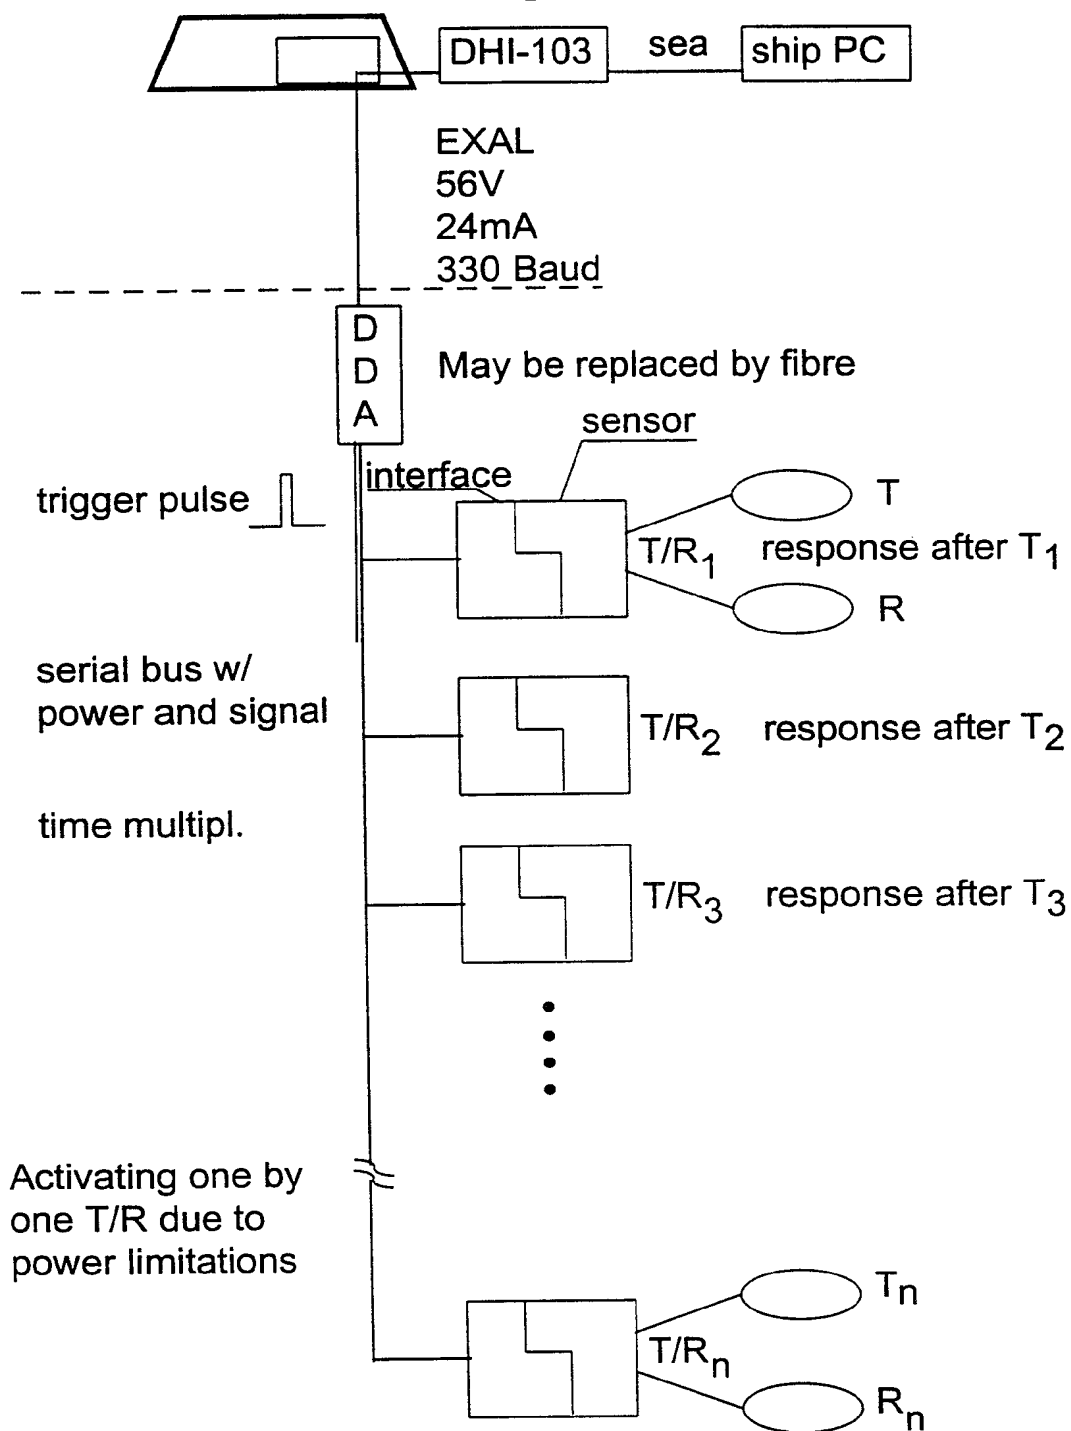 DHI-103
sea
ship PC
EXAL
56V
24mA
330 Baud
D
D
A
May be replaced by fibre
sensor
interface
trigger pulse
T
T/R1
response after T1
R
serial bus w/
power and signal
T/R2
response after T2
time multipl.
T/R3
response after T3
Activating one by
one T/R due to
power limitations
Tn
T/Rn
Rn